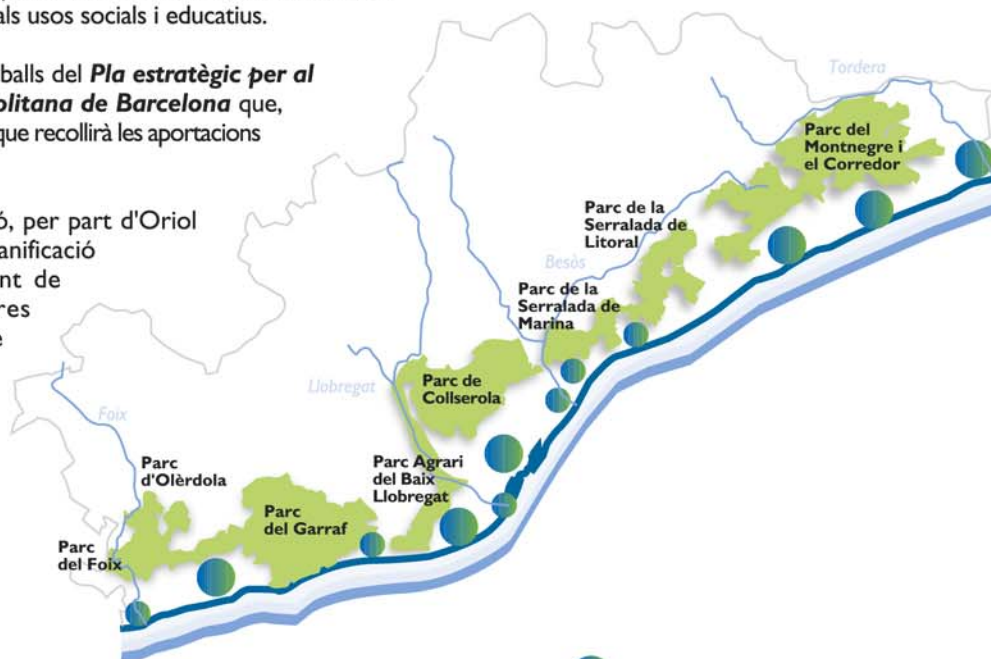 als usos socials i educatius.
balls del Pla estratègic per al
olitana de Barcelona que,
que recollirà les aportacions
ó, per part d'Oriol
anificació
nt de
res
e
Tordera
Parc del
Montnegre i
el Corredor
Parc de la
Serralada de
Litoral
Besòs
Parc de la
Serralada de
Marina
Llobregat
Parc de
Collserola
Foix
Parc
d'Olèrdola
Parc Agrari
del Baix
Llobregat
Parc
del Garraf
Parc
del Foix